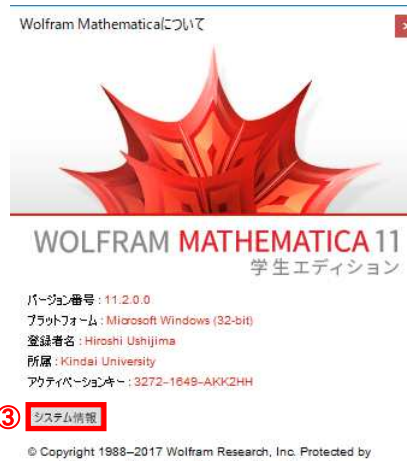 Wolfram Mathematicaについて
WOLFRAM MATHEMATICA 11
学生エディション
バージョン番号 : 11.2.0.0
プラットフォーム : Microsoft Windows (32-bit)
登録者名 : Hiroshi Ushijima
所属 : Kindai University
アクティベーションキー : 3272-1649-AKK2HH
③ システム情報
© Copyright 1988–2017 Wolfram Research, Inc. Protected by